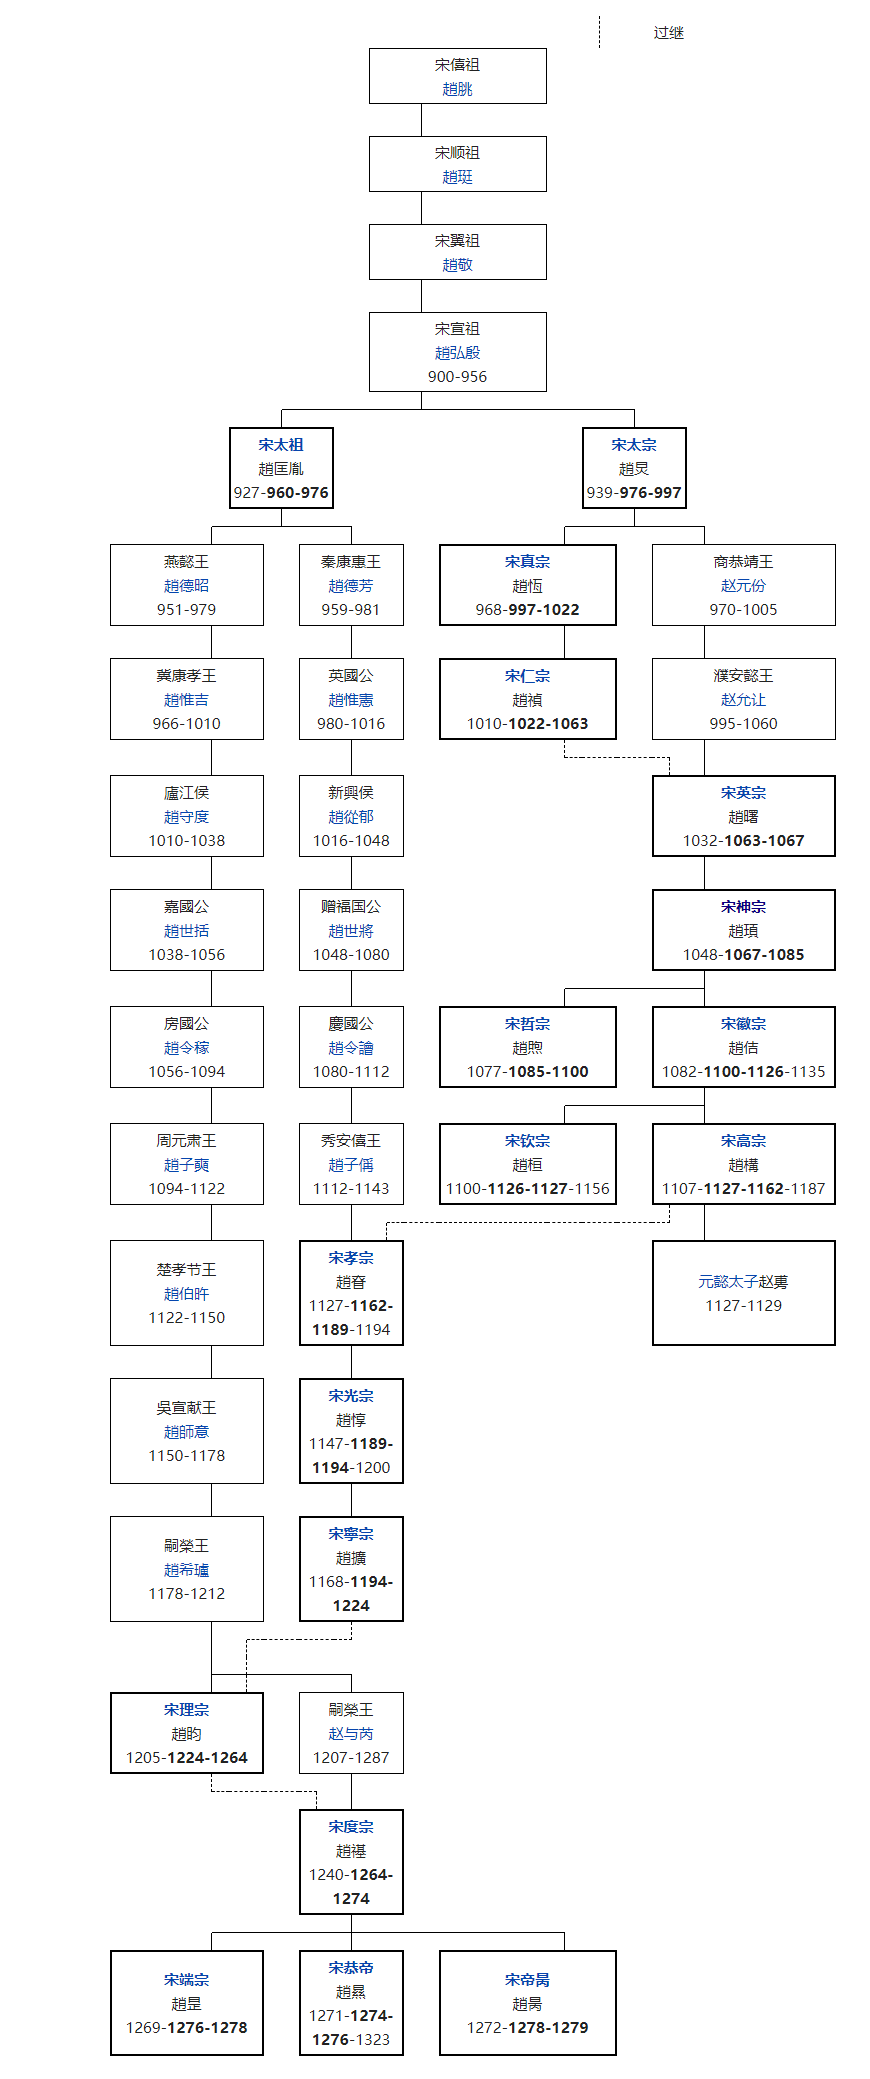 过继
宋僖祖
趙朓
宋顺祖
趙珽
宋翼祖
趙敬
宋宣祖
趙弘殷
900-956
宋太祖
趙匡胤
927-960-976
宋太宗
趙炅
939-976-997
燕懿王
趙德昭
951-979
秦康惠王
趙德芳
959-981
宋真宗
趙恆
968-997-1022
商恭靖王
赵元份
970-1005
冀康孝王
趙惟吉
966-1010
英國公
趙惟憲
980-1016
宋仁宗
趙禎
1010-1022-1063
濮安懿王
赵允让
995-1060
廬江侯
趙守度
1010-1038
新興侯
趙從郁
1016-1048
宋英宗
趙曙
1032-1063-1067
嘉國公
趙世括
1038-1056
赠福国公
趙世將
1048-1080
宋神宗
趙頊
1048-1067-1085
房國公
趙令稼
1056-1094
慶國公
趙令譮
1080-1112
宋哲宗
趙煦
1077-1085-1100
宋徽宗
趙佶
1082-1100-1126-1135
周元肃王
趙子奭
1094-1122
秀安僖王
趙子偁
1112-1143
宋钦宗
趙桓
1100-1126-1127-1156
宋高宗
趙構
1107-1127-1162-1187
楚孝节王
趙伯旿
1122-1150
宋孝宗
趙眘
1127-1162-
1189-1194
元懿太子赵旉
1127-1129
吳宣献王
趙師意
1150-1178
宋光宗
趙惇
1147-1189-
1194-1200
嗣榮王
趙希瓐
1178-1212
宋寧宗
趙擴
1168-1194-
1224
宋理宗
趙昀
1205-1224-1264
嗣榮王
赵与芮
1207-1287
宋度宗
趙禥
1240-1264-
1274
宋端宗
趙昰
1269-1276-1278
宋恭帝
趙㬎
1271-1274-
1276-1323
宋帝昺
趙昺
1272-1278-1279